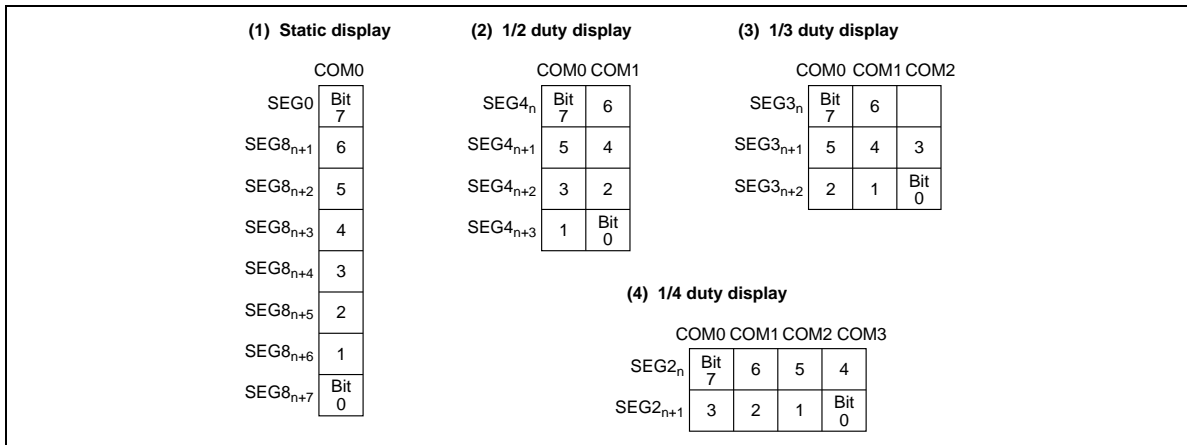 (1) Static display
COM0
SEG0 Bit 7
SEG8n+1 6
SEG8n+2 5
SEG8n+3 4
SEG8n+4 3
SEG8n+5 2
SEG8n+6 1
SEG8n+7 Bit 0
(2) 1/2 duty display
COM0 COM1
SEG4n Bit 7 6
SEG4n+1 5 4
SEG4n+2 3 2
SEG4n+3 1 Bit 0
(3) 1/3 duty display
COM0 COM1 COM2
SEG3n Bit 7 6
SEG3n+1 5 4 3
SEG3n+2 2 1 Bit 0
(4) 1/4 duty display
COM0 COM1 COM2 COM3
SEG2n Bit 7 6 5 4
SEG2n+1 3 2 1 Bit 0